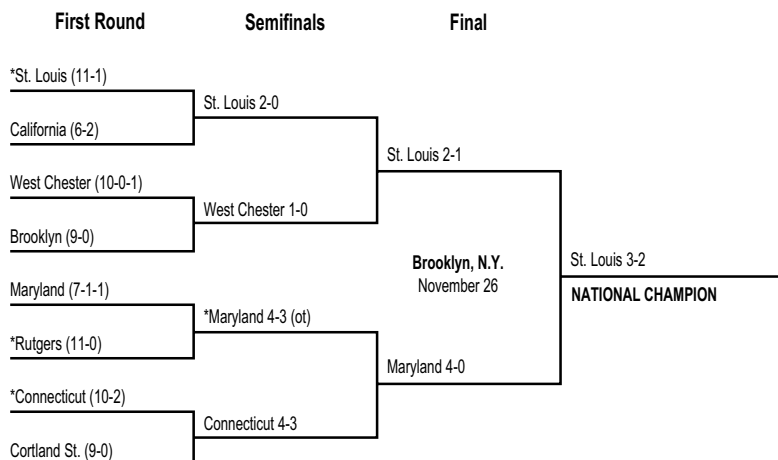 First Round Semifinals Final
*St. Louis (11-1)
St. Louis 2-0
California (6-2)
St. Louis 2-1
West Chester (10-0-1)
West Chester 1-0
Brooklyn (9-0)
Brooklyn, N.Y.
November 26
St. Louis 3-2
NATIONAL CHAMPION
Maryland (7-1-1)
*Maryland 4-3 (ot)
*Rutgers (11-0)
Maryland 4-0
*Connecticut (10-2)
Connecticut 4-3
Cortland St. (9-0)